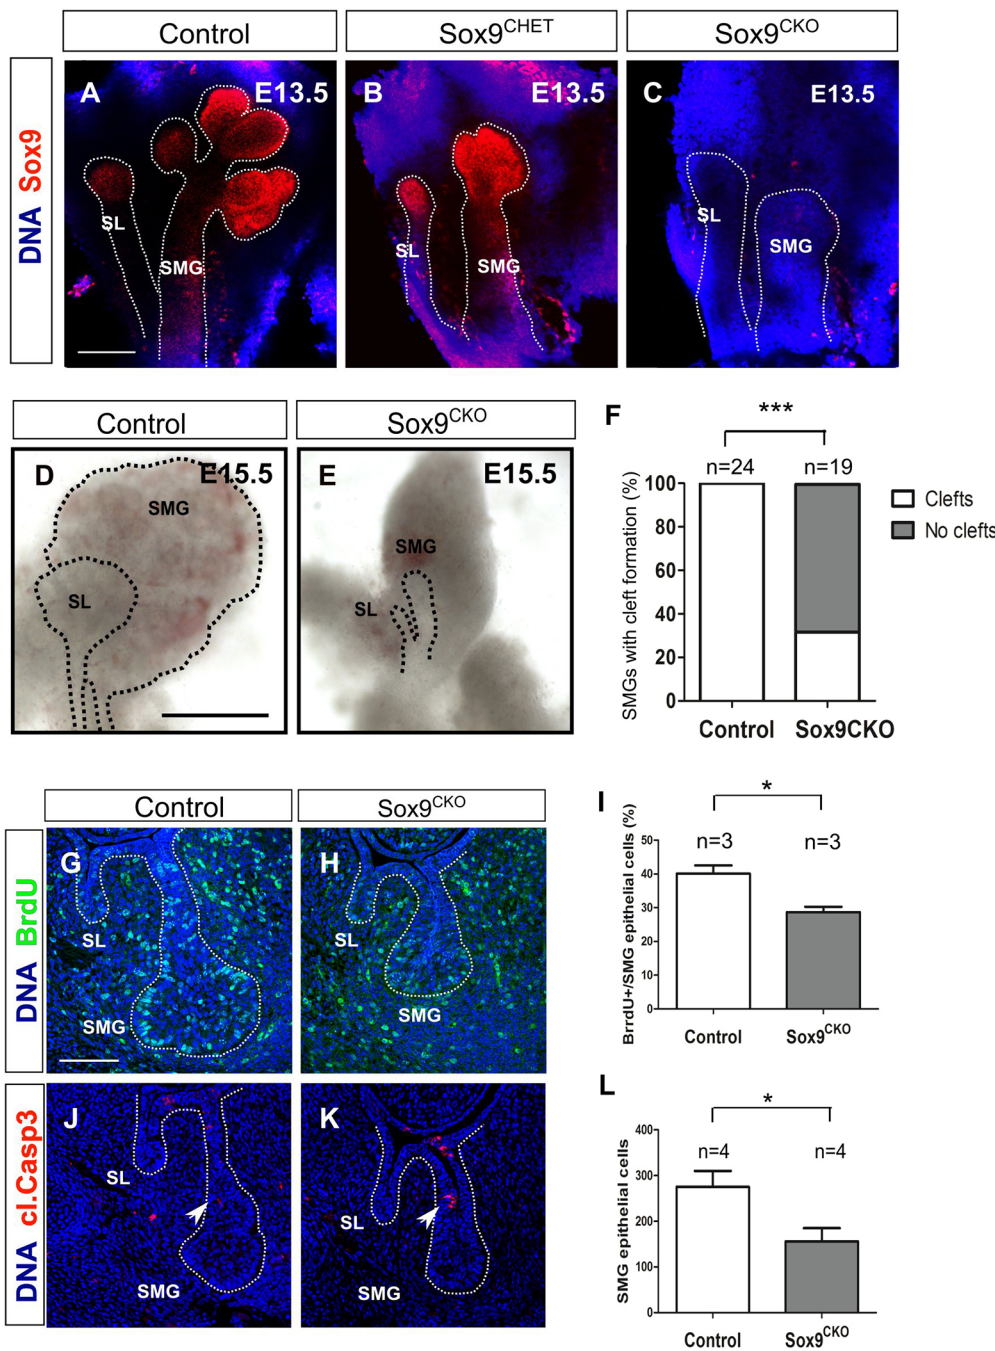 Control
Sox9CHET
Sox9CKO
DNA Sox9
A
E13.5
SL
SMG
B
E13.5
SL
SMG
C
E13.5
SL
SMG
Control
Sox9CKO
D
E15.5
SMG
SL
E
E15.5
SMG
SL
F
***
n=24
n=19
SMGs with cleft formation (%)
100
80
60
40
20
0
Control
Sox9CKO
Clefts
No clefts
Control
Sox9CKO
DNA BrdU
G
SL
SMG
H
SL
SMG
I
*
n=3
n=3
BrrdU+/SMG epithelial cells (%)
50
40
30
20
10
0
Control
Sox9CKO
DNA cl.Casp3
J
SL
SMG
K
SL
SMG
L
*
n=4
n=4
SMG epithelial cells
400
300
200
100
0
Control
Sox9CKO